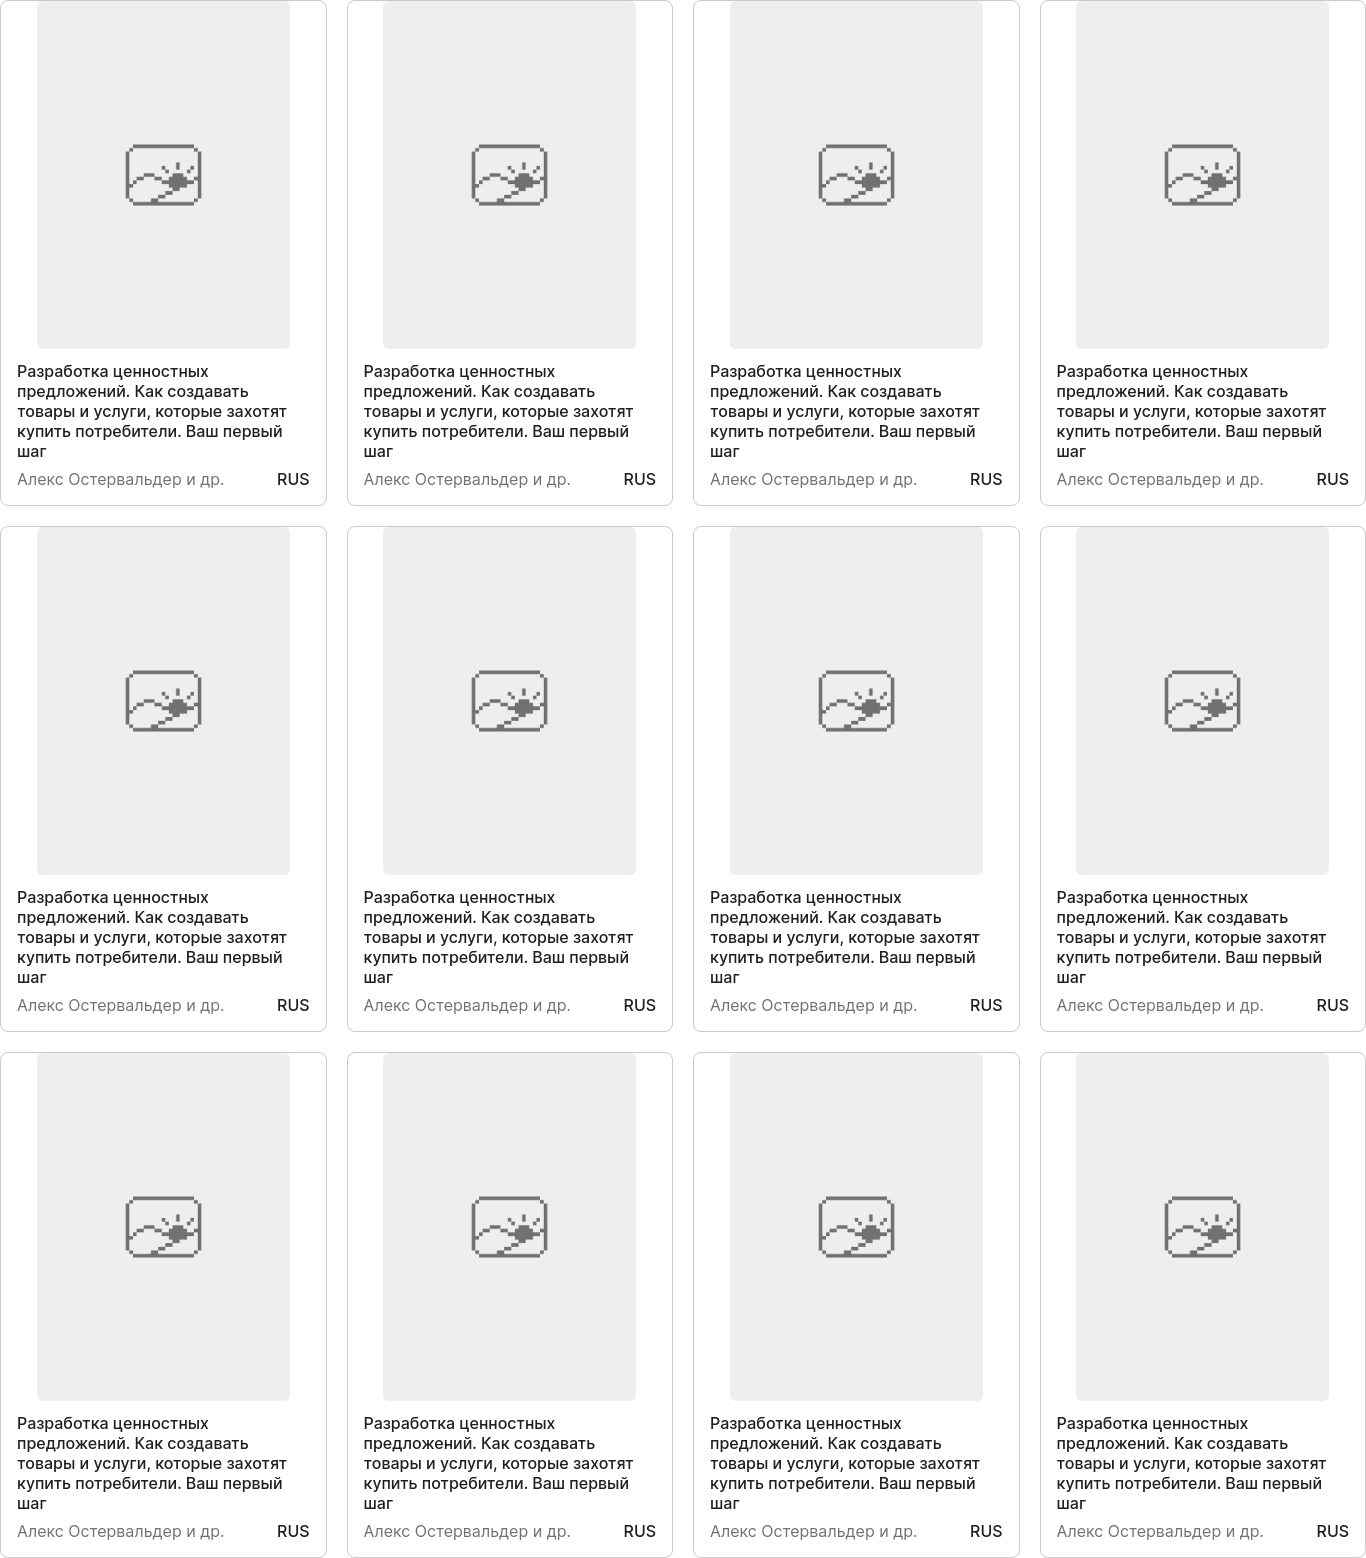 Разработка ценностных
предложений. Как создавать
товары и услуги, которые захотят
купить потребители. Ваш первый
шаг
Алекс Остервальдер и др. RUS
Разработка ценностных
предложений. Как создавать
товары и услуги, которые захотят
купить потребители. Ваш первый
шаг
Алекс Остервальдер и др. RUS
Разработка ценностных
предложений. Как создавать
товары и услуги, которые захотят
купить потребители. Ваш первый
шаг
Алекс Остервальдер и др. RUS
Разработка ценностных
предложений. Как создавать
товары и услуги, которые захотят
купить потребители. Ваш первый
шаг
Алекс Остервальдер и др. RUS
Разработка ценностных
предложений. Как создавать
товары и услуги, которые захотят
купить потребители. Ваш первый
шаг
Алекс Остервальдер и др. RUS
Разработка ценностных
предложений. Как создавать
товары и услуги, которые захотят
купить потребители. Ваш первый
шаг
Алекс Остервальдер и др. RUS
Разработка ценностных
предложений. Как создавать
товары и услуги, которые захотят
купить потребители. Ваш первый
шаг
Алекс Остервальдер и др. RUS
Разработка ценностных
предложений. Как создавать
товары и услуги, которые захотят
купить потребители. Ваш первый
шаг
Алекс Остервальдер и др. RUS
Разработка ценностных
предложений. Как создавать
товары и услуги, которые захотят
купить потребители. Ваш первый
шаг
Алекс Остервальдер и др. RUS
Разработка ценностных
предложений. Как создавать
товары и услуги, которые захотят
купить потребители. Ваш первый
шаг
Алекс Остервальдер и др. RUS
Разработка ценностных
предложений. Как создавать
товары и услуги, которые захотят
купить потребители. Ваш первый
шаг
Алекс Остервальдер и др. RUS
Разработка ценностных
предложений. Как создавать
товары и услуги, которые захотят
купить потребители. Ваш первый
шаг
Алекс Остервальдер и др. RUS